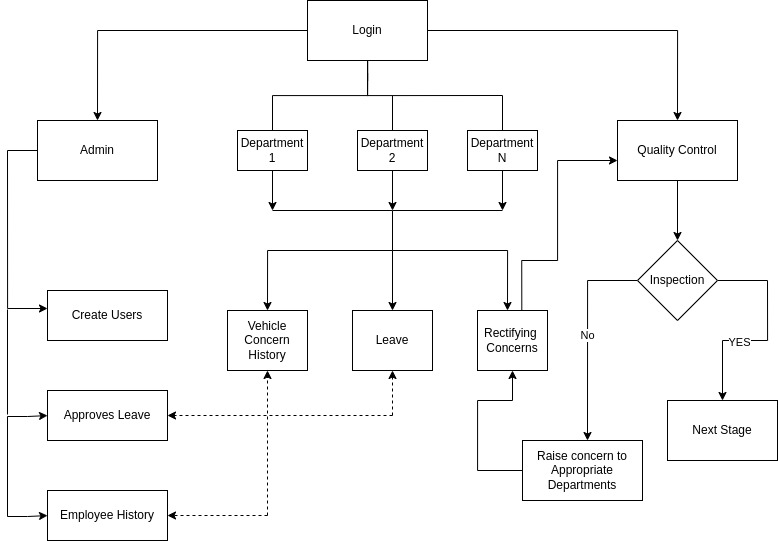 Login
Admin
Department
1
Department
2
Department
N
Quality Control
Inspection
Create Users
Vehicle
Concern
History
Leave
Rectifying
Concerns
No
YES
Approves Leave
Next Stage
Raise concern to
Appropriate
Departments
Employee History